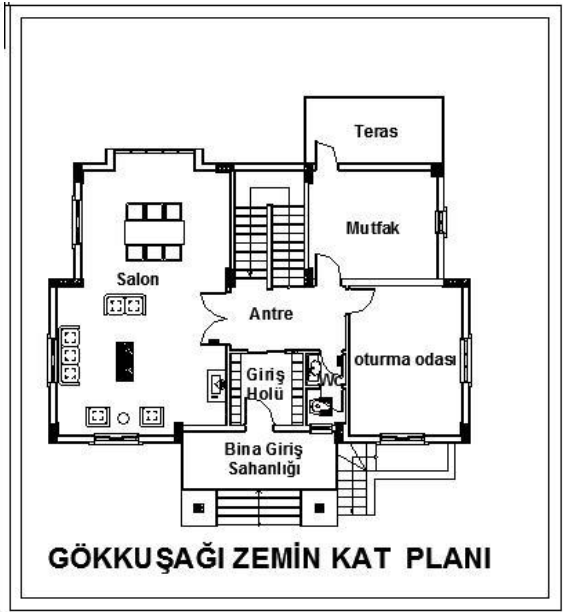 Teras
Mutfak
Salon
Antre
oturma odası
Giriş
Holü
WC
Bina Giriş
Sahanlığı
GÖKKUŞAĞI ZEMİN KAT PLANI